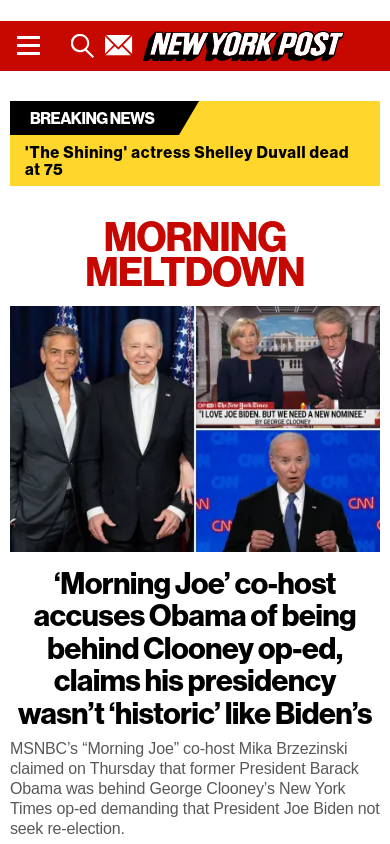 NEW YORK POST
BREAKING NEWS
'The Shining' actress Shelley Duvall dead
at 75
MORNING
MELTDOWN
OP-ED: The New York Times
"I LOVE JOE BIDEN. BUT WE NEED A NEW NOMINEE."
BY GEORGE CLOONEY
CNN
CNN
CNN
‘Morning Joe’ co-host
accuses Obama of being
behind Clooney op-ed,
claims his presidency
wasn’t ‘historic’ like Biden’s
MSNBC’s “Morning Joe” co-host Mika Brzezinski
claimed on Thursday that former President Barack
Obama was behind George Clooney’s New York
Times op-ed demanding that President Joe Biden not
seek re-election.